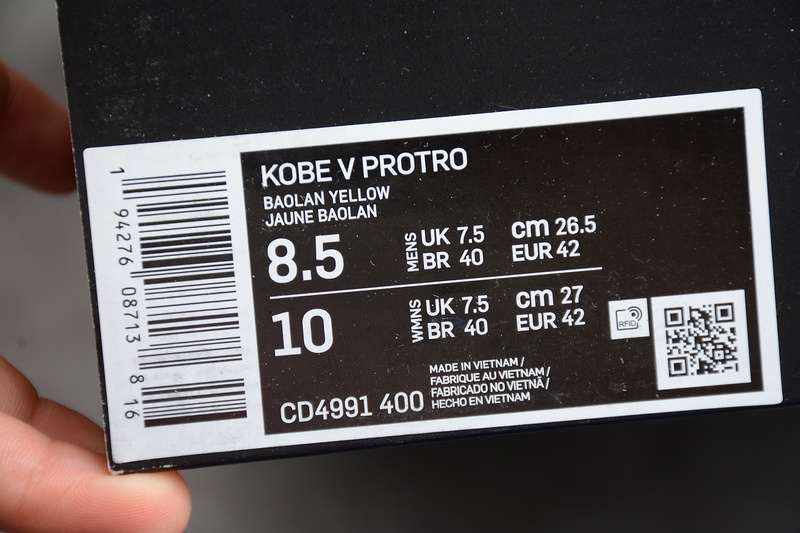 KOBE V PROTRO
BAOLAN YELLOW
JAUNE BAOLAN
8.5
MENS
UK 7.5
BR 40
cm 26.5
EUR 42
10
WMNS
UK 7.5
BR 40
cm 27
EUR 42
RFID
CD4991 400
MADE IN VIETNAM /
FABRIQUE AU VIETNAM /
FABRICADO NO VIETNÃ /
HECHO EN VIETNAM
1 94276 08713 8 16